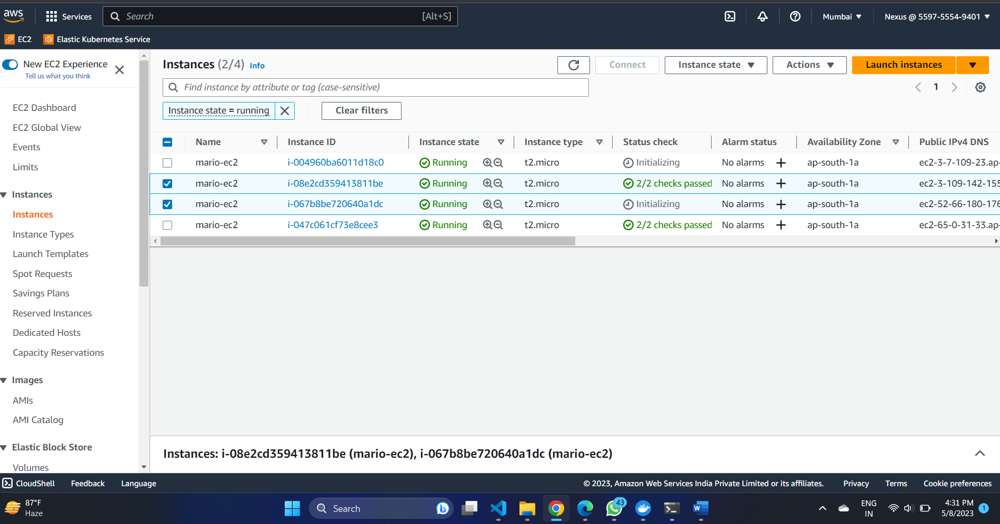 aws Services Search [Alt+S] Mumbai Nexus @ 5597-5554-9401
EC2 Elastic Kubernetes Service
New EC2 Experience
Tell us what you think
EC2 Dashboard
EC2 Global View
Events
Limits
Instances
Instances
Instance Types
Launch Templates
Spot Requests
Savings Plans
Reserved Instances
Dedicated Hosts
Capacity Reservations
Images
AMIs
AMI Catalog
Elastic Block Store
Volumes
Instances (2/4) Info Connect Instance state Actions Launch instances
Find instance by attribute or tag (case-sensitive) 1
Instance state = running Clear filters
Name Instance ID Instance state Instance type Status check Alarm status Availability Zone Public IPv4 DNS
mario-ec2 i-004960ba6011d18c0 Running t2.micro Initializing No alarms ap-south-1a ec2-3-7-109-23.ap-
mario-ec2 i-08e2cd359413811be Running t2.micro 2/2 checks passed No alarms ap-south-1a ec2-3-109-142-155
mario-ec2 i-067b8be720640a1dc Running t2.micro Initializing No alarms ap-south-1a ec2-52-66-180-176
mario-ec2 i-047c061cf73e8cee3 Running t2.micro 2/2 checks passed No alarms ap-south-1a ec2-65-0-31-33.ap-
Instances: i-08e2cd359413811be (mario-ec2), i-067b8be720640a1dc (mario-ec2)
CloudShell Feedback Language © 2023, Amazon Web Services India Private Limited or its affiliates. Privacy Terms Cookie preferences
87°F
Haze
Search
43
ENG
IN
4:31 PM
5/8/2023
1